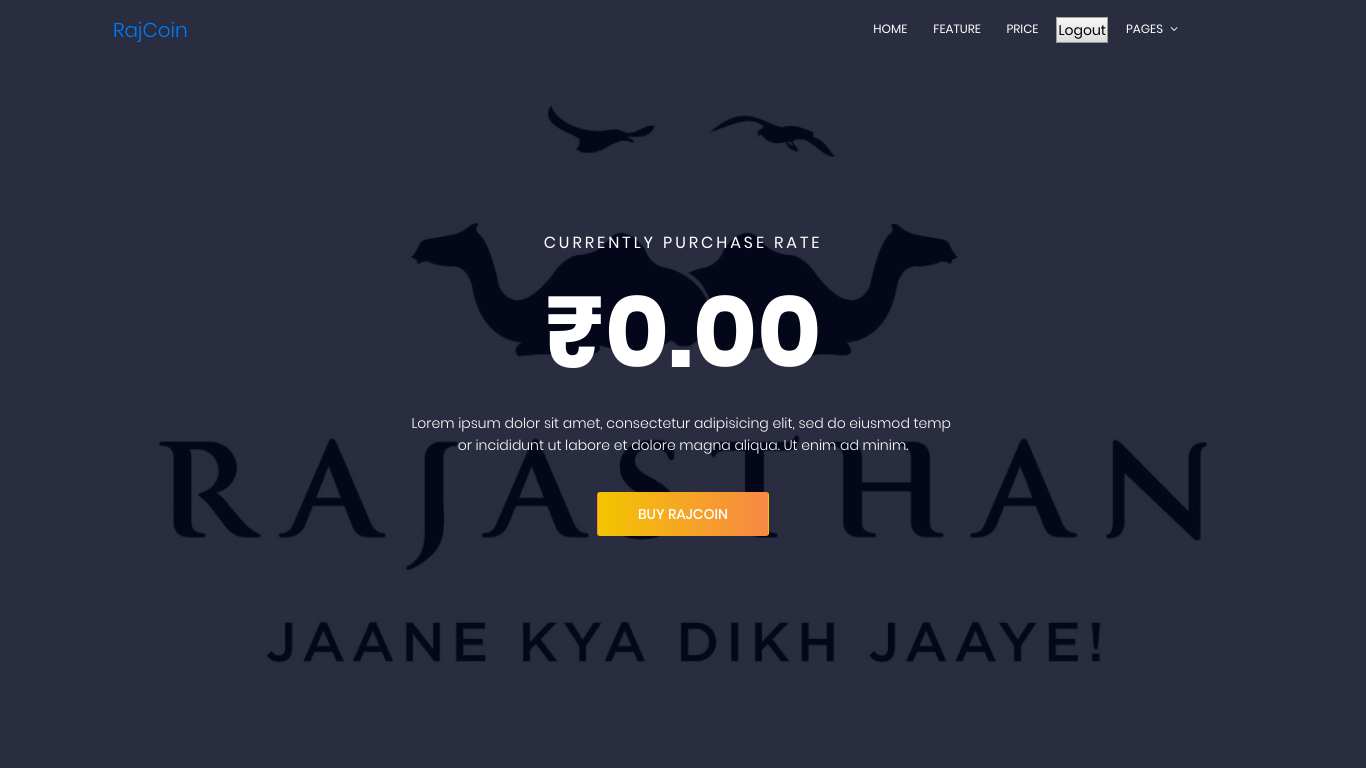 RajCoin
HOME FEATURE PRICE Logout PAGES
CURRENTLY PURCHASE RATE
₹0.00
Lorem ipsum dolor sit amet, consectetur adipisicing elit, sed do eiusmod temp
or incididunt ut labore et dolore magna aliqua. Ut enim ad minim.
RAJASTHAN
BUY RAJCOIN
JAANE KYA DIKH JAAYE!